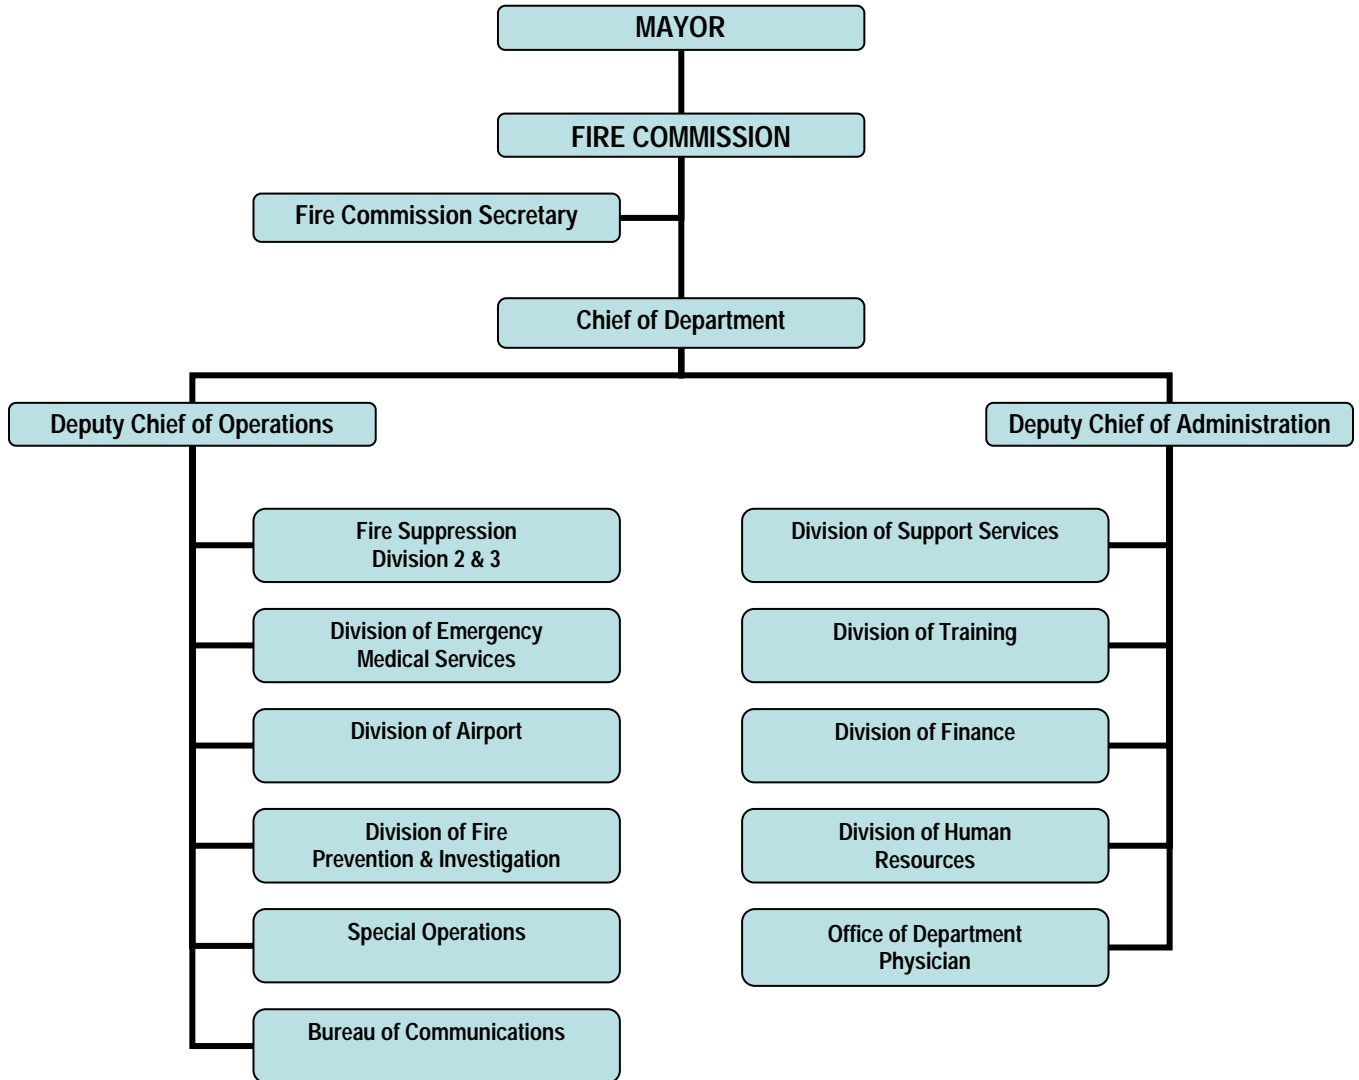 MAYOR
FIRE COMMISSION
Fire Commission Secretary
Chief of Department
Deputy Chief of Operations
Deputy Chief of Administration
Fire Suppression
Division 2 & 3
Division of Emergency
Medical Services
Division of Airport
Division of Fire
Prevention & Investigation
Special Operations
Bureau of Communications
Division of Support Services
Division of Training
Division of Finance
Division of Human
Resources
Office of Department
Physician